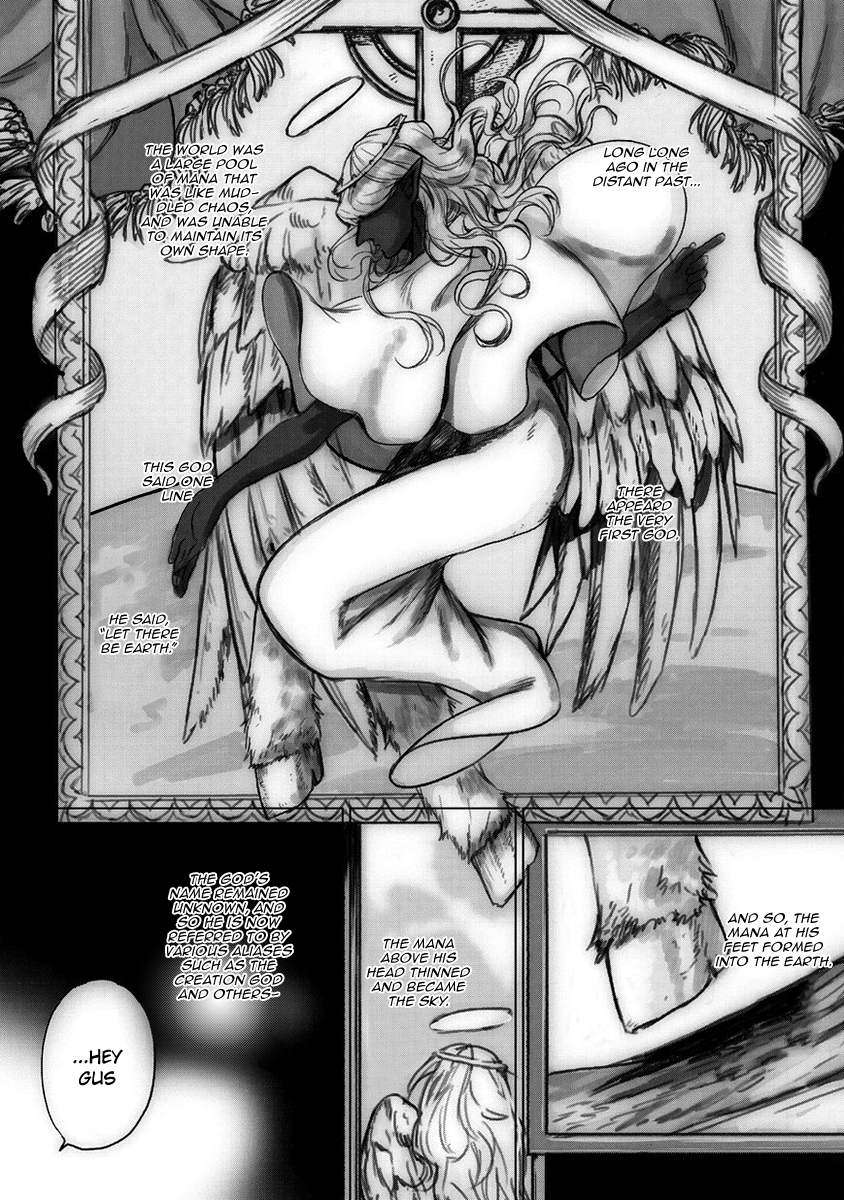 LONG LONG
AGO IN THE
DISTANT PAST...
THE WORLD WAS
A LARGE POOL
OF MANA THAT
WAS LIKE MUD-
DLED CHAOS,
AND WAS UNABLE
TO MAINTAIN ITS
OWN SHAPE.
THERE
APPEARD
THE VERY
FIRST GOD.
THIS GOD
SAID ONE
LINE
HE SAID,
"LET THERE
BE EARTH."
AND SO, THE
MANA AT HIS
FEET FORMED
INTO THE EARTH.
THE MANA
ABOVE HIS
HEAD THINNED
AND BECAME
THE SKY.
THE GOD'S
NAME REMAINED
UNKNOWN, AND
SO HE IS NOW
REFERRED TO BY
VARIOUS ALIASES
SUCH AS THE
CREATION GOD
AND OTHERS-
...HEY
GUS